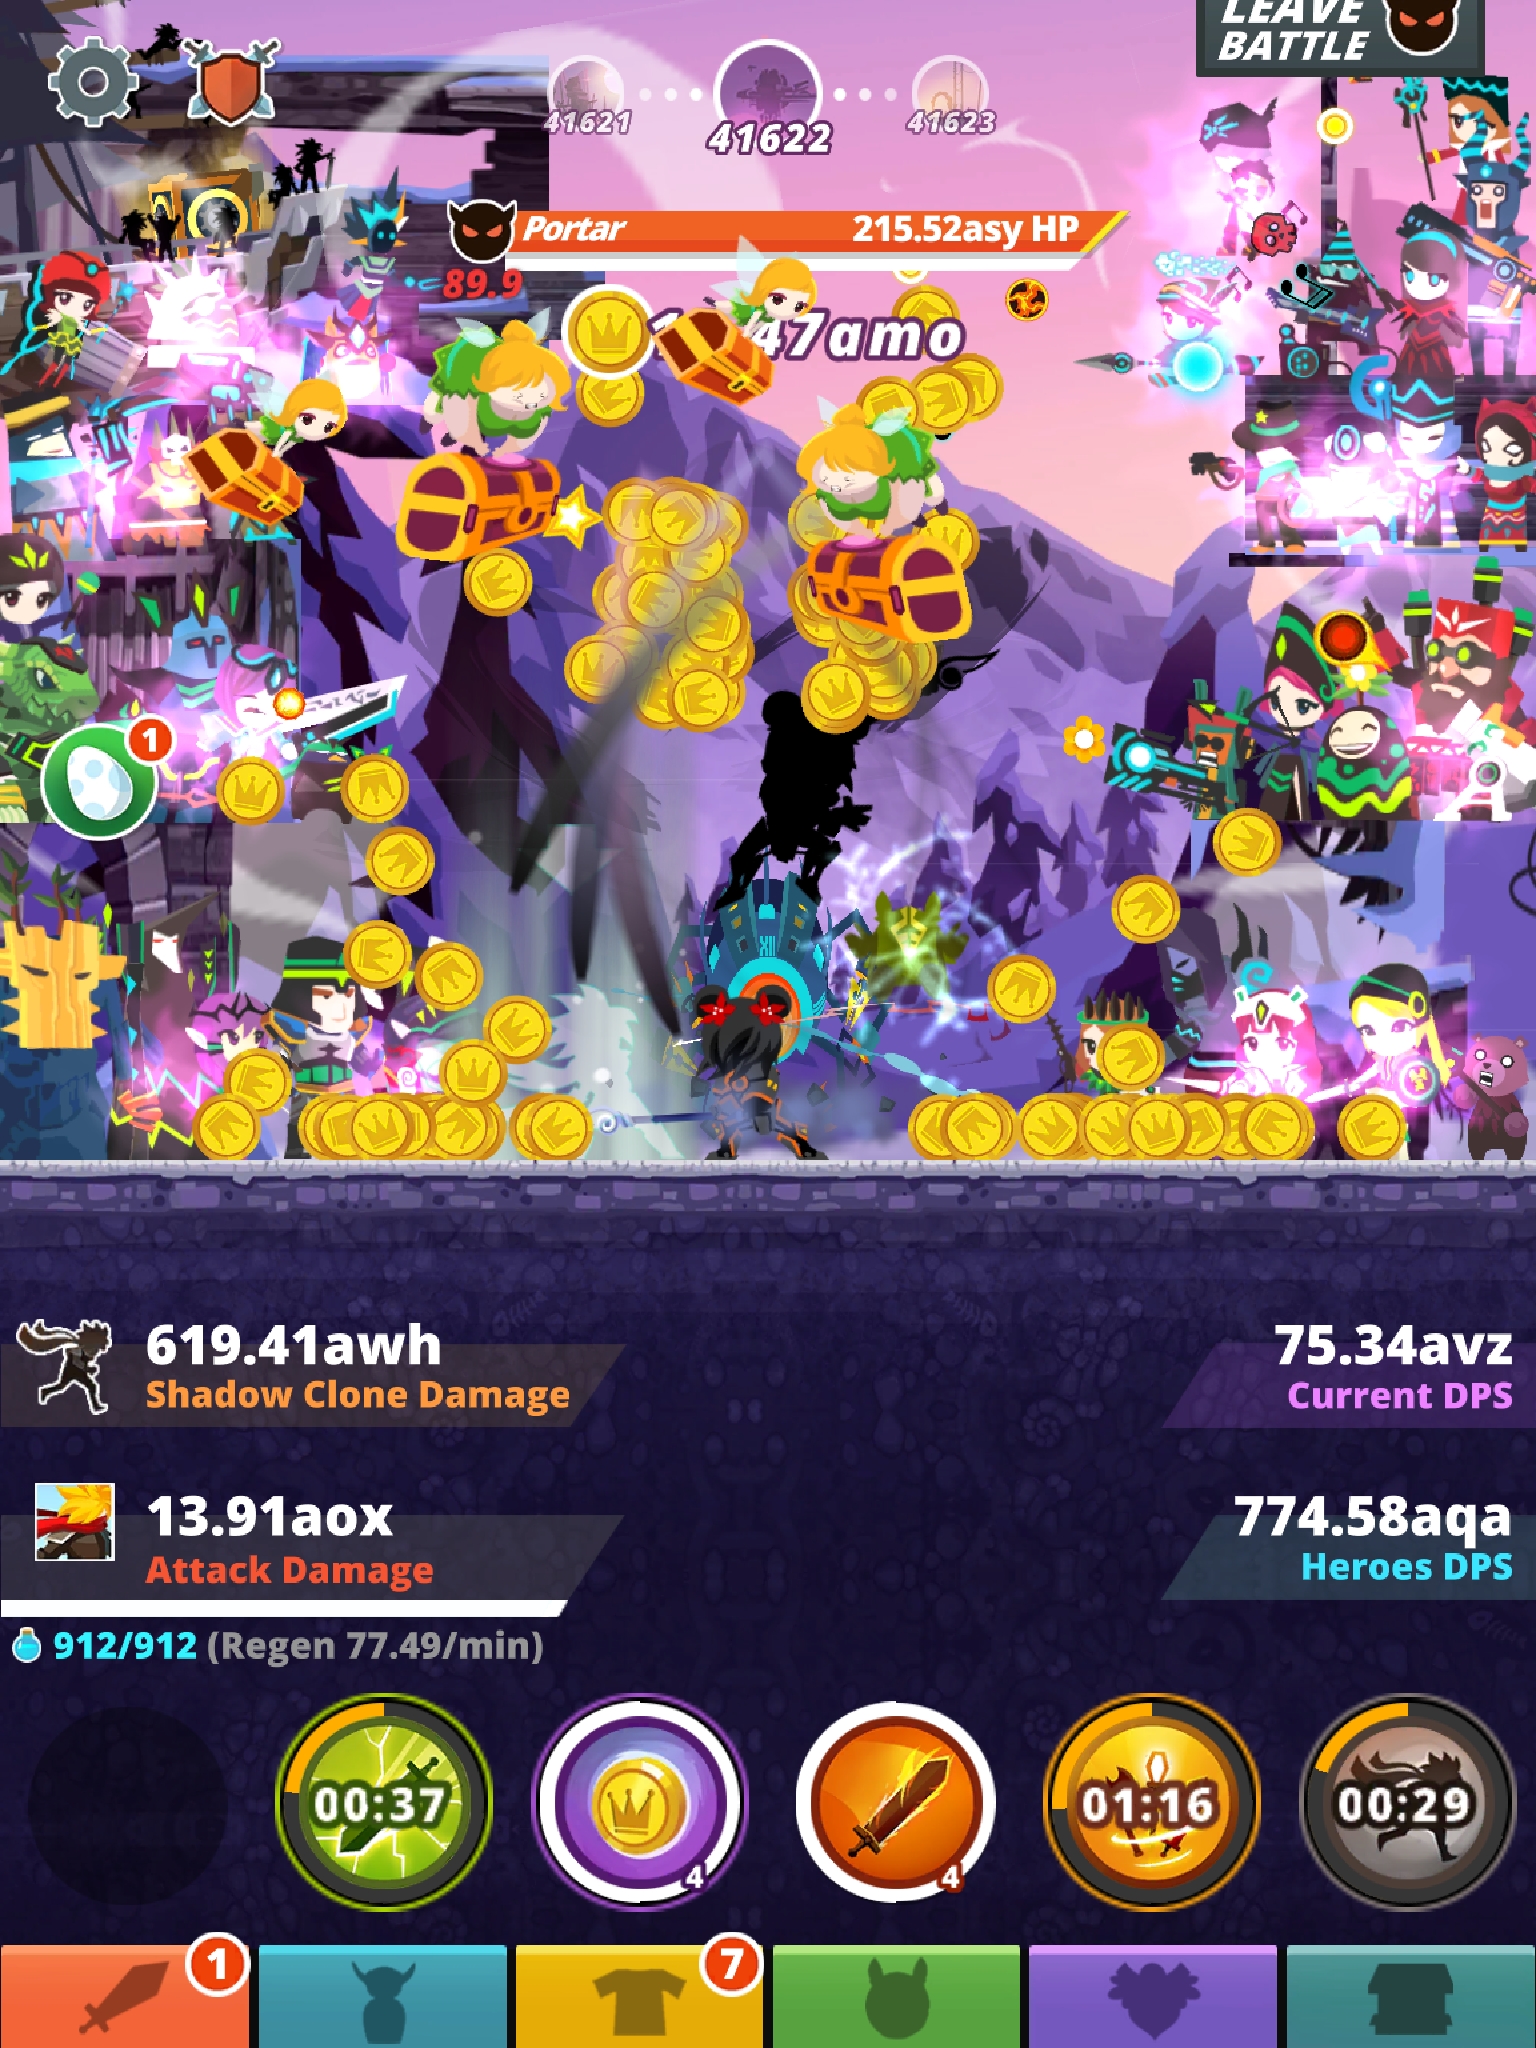 LEAVE
BATTLE
41621
41622
41623
Portar
215.52asy HP
89.9
47amo
1
XII
619.41awh
Shadow Clone Damage
75.34avz
Current DPS
13.91aox
Attack Damage
774.58aqa
Heroes DPS
912/912 (Regen 77.49/min)
00:37
4
4
01:16
00:29
1
7